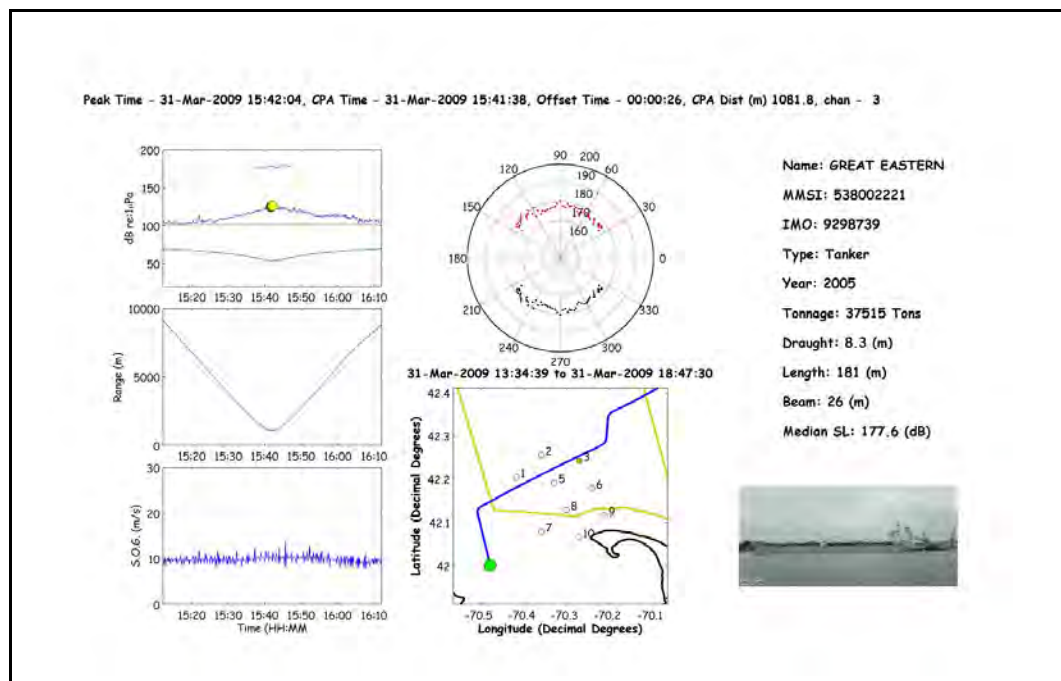 Peak Time - 31-Mar-2009 15:42:04, CPA Time - 31-Mar-2009 15:41:38, Offset Time - 00:00:26, CPA Dist (m) 1081.8, chan - 3
200
150
100
50
dB re:1µPa
15:20 15:30 15:40 15:50 16:00 16:10
10000
5000
0
Range (m)
15:20 15:30 15:40 15:50 16:00 16:10
30
20
10
0
S.O.G. (m/s)
15:20 15:30 15:40 15:50 16:00 16:10
Time (HH:MM
90
120
60
200
190
180
170
160
150
30
180
0
210
330
240
300
270
31-Mar-2009 13:34:39 to 31-Mar-2009 18:47:30
42.4
42.3
42.2
42.1
42
Latitude (Decimal Degrees)
1
2
3
5
6
7
8
9
10
-70.5 -70.4 -70.3 -70.2 -70.1
Longitude (Decimal Degrees)
Name: GREAT EASTERN
MMSI: 538002221
IMO: 9298739
Type: Tanker
Year: 2005
Tonnage: 37515 Tons
Draught: 8.3 (m)
Length: 181 (m)
Beam: 26 (m)
Median SL: 177.6 (dB)